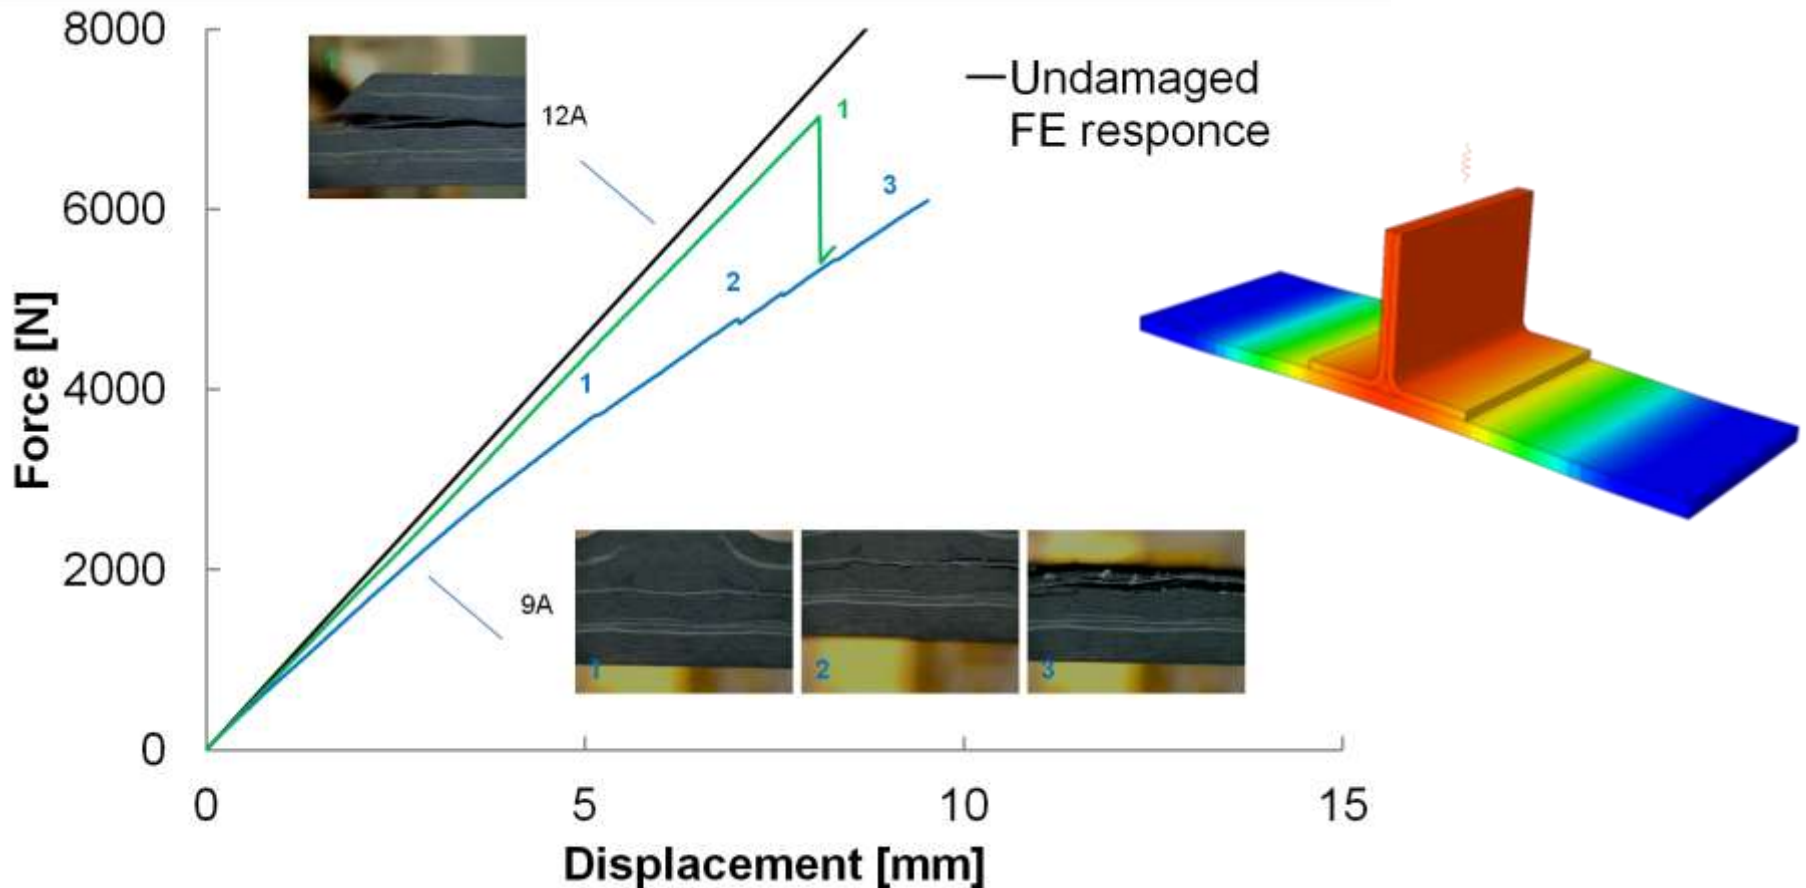 8000
6000
4000
2000
0
Force [N]
12A
1
Undamaged
FE responce
3
2
1
9A
1
2
3
0
5
10
15
Displacement [mm]